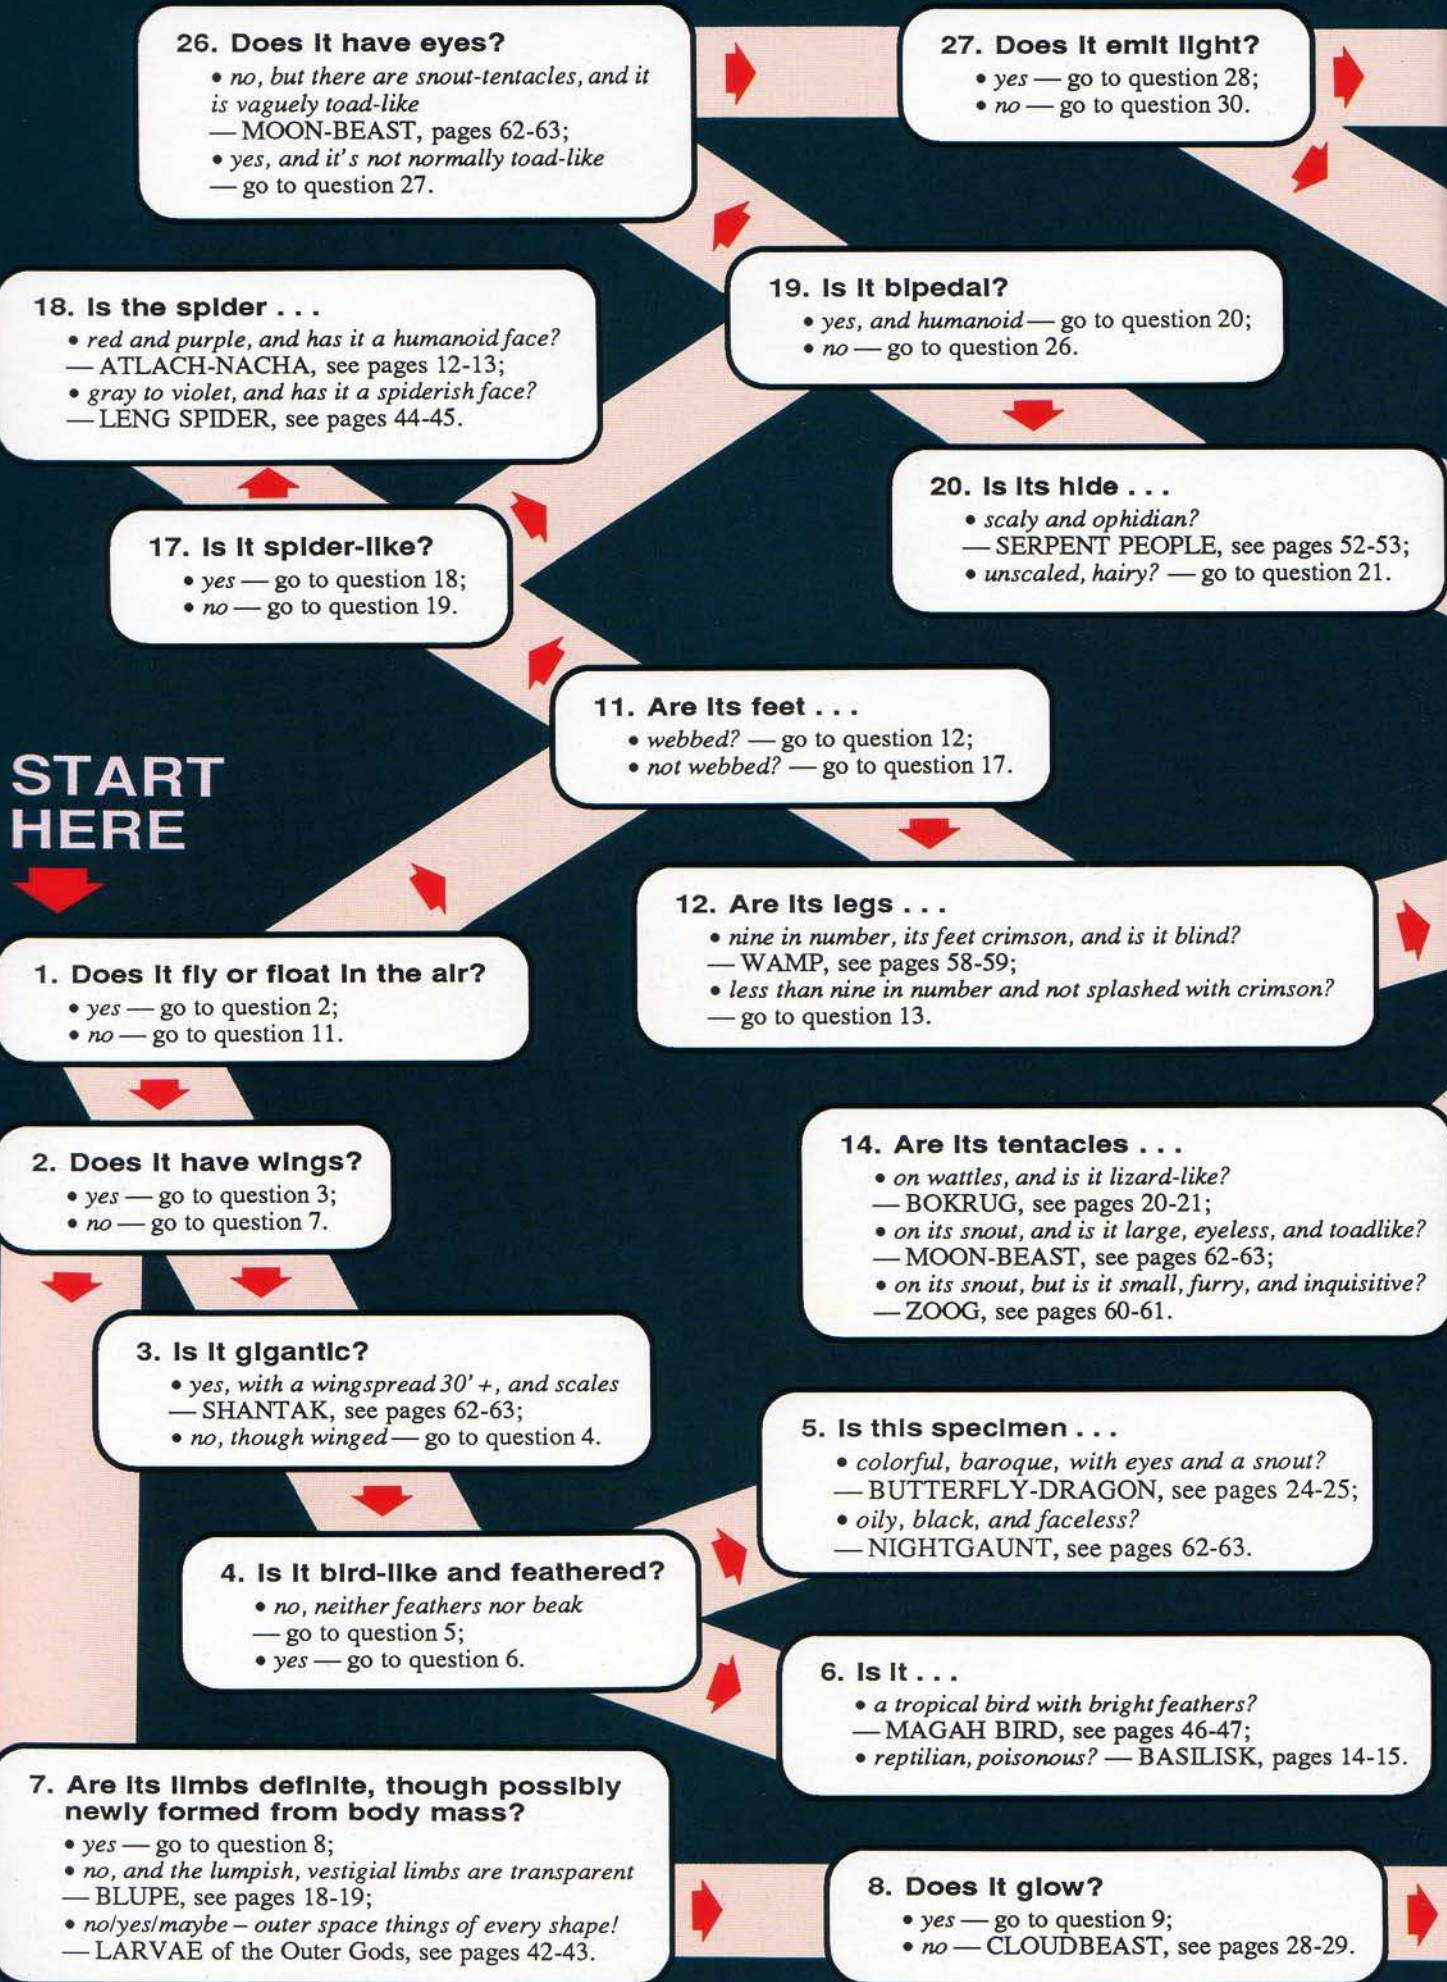 26. Does it have eyes?
• no, but there are snout-tentacles, and it
is vaguely toad-like
— MOON-BEAST, pages 62-63;
• yes, and it's not normally toad-like
— go to question 27.
27. Does it emit light?
• yes — go to question 28;
• no — go to question 30.
18. Is the spider . . .
• red and purple, and has it a humanoid face?
— ATLACH-NACHA, see pages 12-13;
• gray to violet, and has it a spiderish face?
— LENG SPIDER, see pages 44-45.
19. Is it bipedal?
• yes, and humanoid — go to question 20;
• no — go to question 26.
20. Is its hide . . .
• scaly and ophidian?
— SERPENT PEOPLE, see pages 52-53;
• unscaled, hairy? — go to question 21.
17. Is it spider-like?
• yes — go to question 18;
• no — go to question 19.
11. Are its feet . . .
• webbed? — go to question 12;
• not webbed? — go to question 17.
START
HERE
12. Are its legs . . .
• nine in number, its feet crimson, and is it blind?
— WAMP, see pages 58-59;
• less than nine in number and not splashed with crimson?
— go to question 13.
1. Does it fly or float in the air?
• yes — go to question 2;
• no — go to question 11.
2. Does it have wings?
• yes — go to question 3;
• no — go to question 7.
14. Are its tentacles . . .
• on wattles, and is it lizard-like?
— BOKRUG, see pages 20-21;
• on its snout, and is it large, eyeless, and toadlike?
— MOON-BEAST, see pages 62-63;
• on its snout, but is it small, furry, and inquisitive?
— ZOOG, see pages 60-61.
3. Is it gigantic?
• yes, with a wingspread 30' +, and scales
— SHANTAK, see pages 62-63;
• no, though winged — go to question 4.
5. Is this specimen . . .
• colorful, baroque, with eyes and a snout?
— BUTTERFLY-DRAGON, see pages 24-25;
• oily, black, and faceless?
— NIGHTGAUNT, see pages 62-63.
4. Is it bird-like and feathered?
• no, neither feathers nor beak
— go to question 5;
• yes — go to question 6.
6. Is it . . .
• a tropical bird with bright feathers?
— MAGAH BIRD, see pages 46-47;
• reptilian, poisonous? — BASILISK, pages 14-15.
7. Are its limbs definite, though possibly
newly formed from body mass?
• yes — go to question 8;
• no, and the lumpish, vestigial limbs are transparent
— BLUPE, see pages 18-19;
• no/yes/maybe – outer space things of every shape!
— LARVAE of the Outer Gods, see pages 42-43.
8. Does it glow?
• yes — go to question 9;
• no — CLOUDBEAST, see pages 28-29.